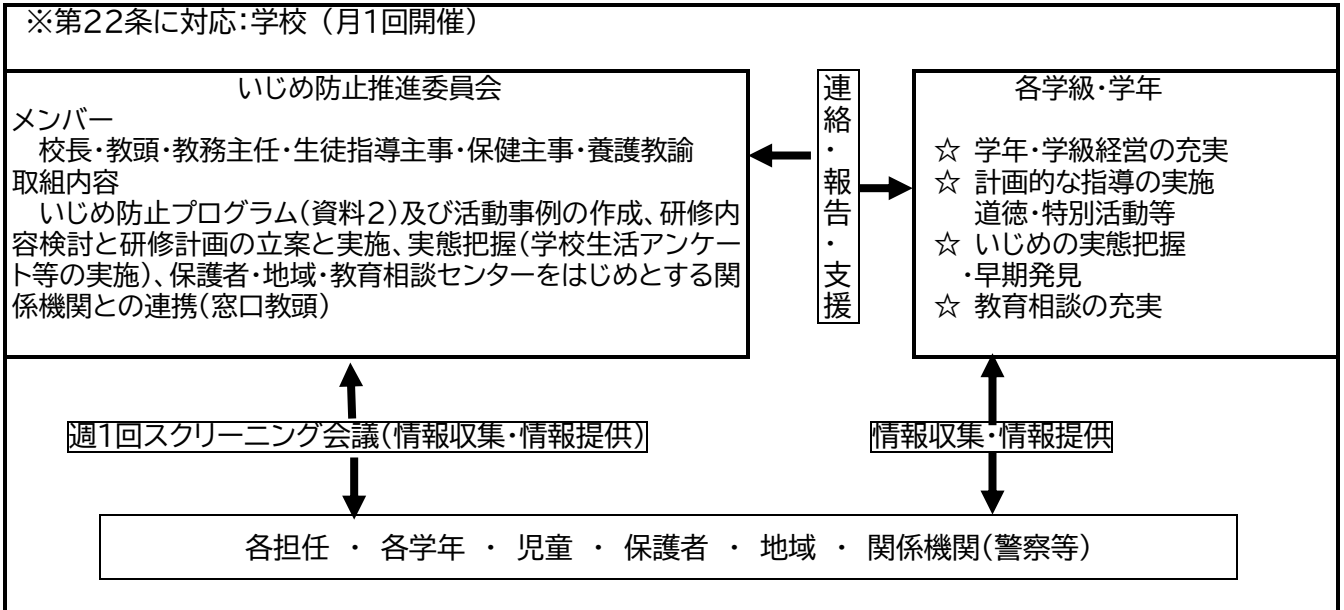 ※第22条に対応:学校 (月1回開催)
いじめ防止推進委員会
メンバー
校長・教頭・教務主任・生徒指導主事・保健主事・養護教諭
取組内容
いじめ防止プログラム(資料2)及び活動事例の作成、研修内
容検討と研修計画の立案と実施、実態把握(学校生活アンケー
ト等の実施)、保護者・地域・教育相談センターをはじめとする関
係機関との連携(窓口教頭)
連絡・報告・支援
各学級・学年
☆ 学年・学級経営の充実
☆ 計画的な指導の実施
道徳・特別活動等
☆ いじめの実態把握
・早期発見
☆ 教育相談の充実
週1回スクリーニング会議(情報収集・情報提供)
情報収集・情報提供
各担任 ・ 各学年 ・ 児童 ・ 保護者 ・ 地域 ・ 関係機関(警察等)